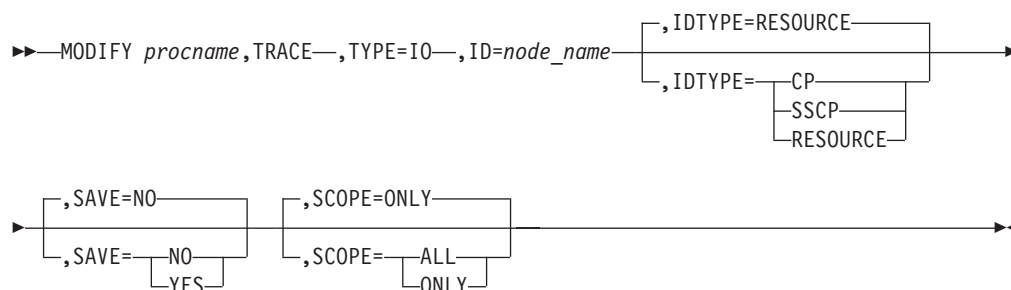 ,IDTYPE=RESOURCE
MODIFY procname,TRACE ,TYPE=IO ,ID=node_name
,IDTYPE= CP
SSCP
RESOURCE
,SAVE=NO ,SCOPE=ONLY
,SAVE= NO ,SCOPE= ALL
YES ONLY